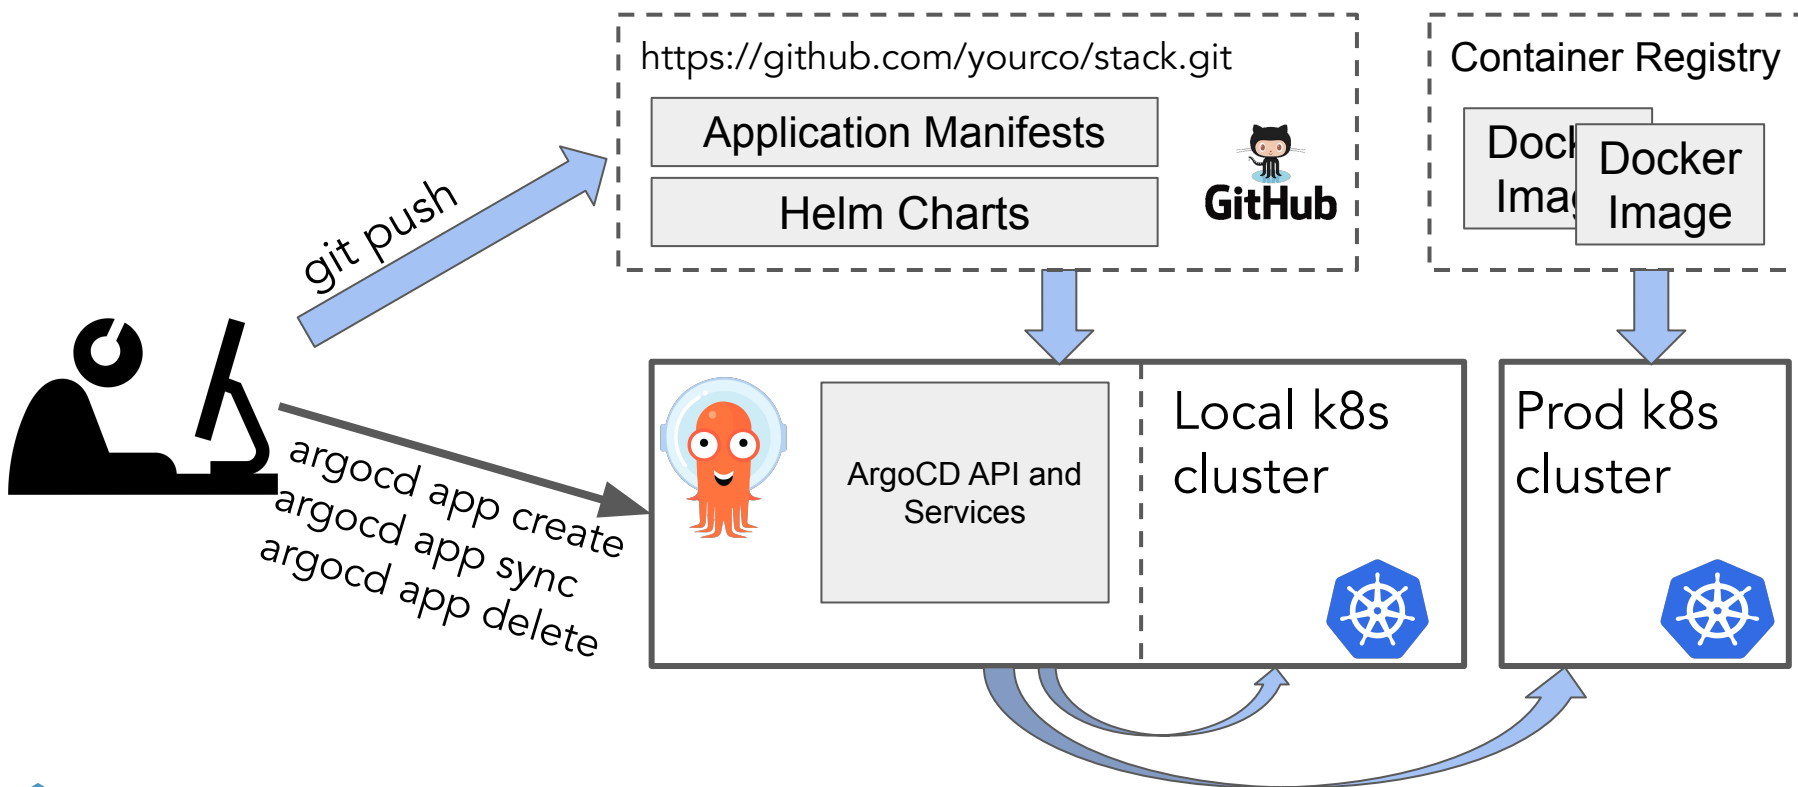 https://github.com/yourco/stack.git
Application Manifests
Helm Charts
GitHub
Container Registry
Docker
Image
git push
argocd app create
argocd app sync
argocd app delete
ArgoCD API and
Services
Local k8s
cluster
Prod k8s
cluster